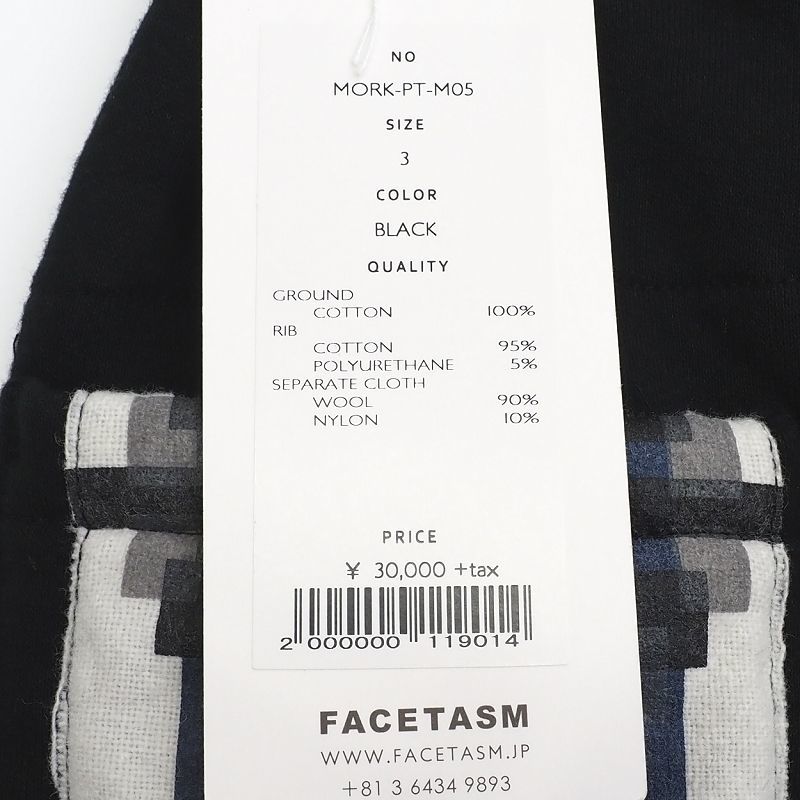 NO
MORK-PT-M05
SIZE
3
COLOR
BLACK
QUALITY
GROUND
COTTON 100%
RIB
COTTON 95%
POLYURETHANE 5%
SEPARATE CLOTH
WOOL 90%
NYLON 10%
PRICE
¥ 30,000 +tax
2 000000 119014
FACETASM
WWW.FACETASM.JP
+81 3 6434 9893